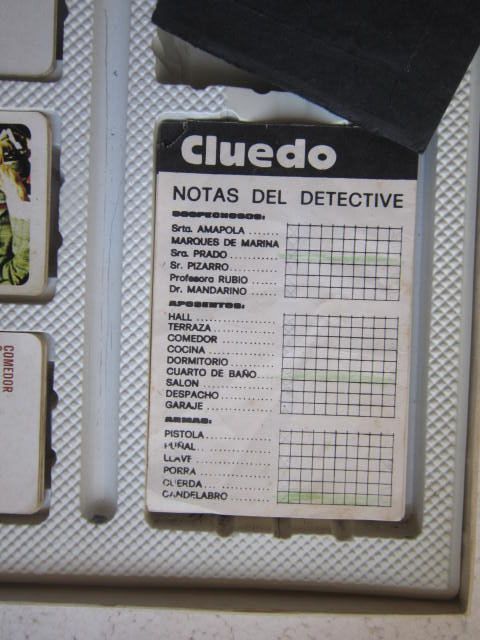 Cluedo
NOTAS DEL DETECTIVE
SOSPECHOSOS:
Srta. AMAPOLA
MARQUES DE MARINA
Sra. PRADO
Sr. PIZARRO
Profesora RUBIO
Dr. MANDARINO
APOSENTOS:
HALL
TERRAZA
COMEDOR
COCINA
DORMITORIO
CUARTO DE BAÑO
SALON
DESPACHO
GARAJE
ARMAS:
PISTOLA
PUÑAL
LLAVE
PORRA
CUERDA
CANDELABRO
COMEDOR